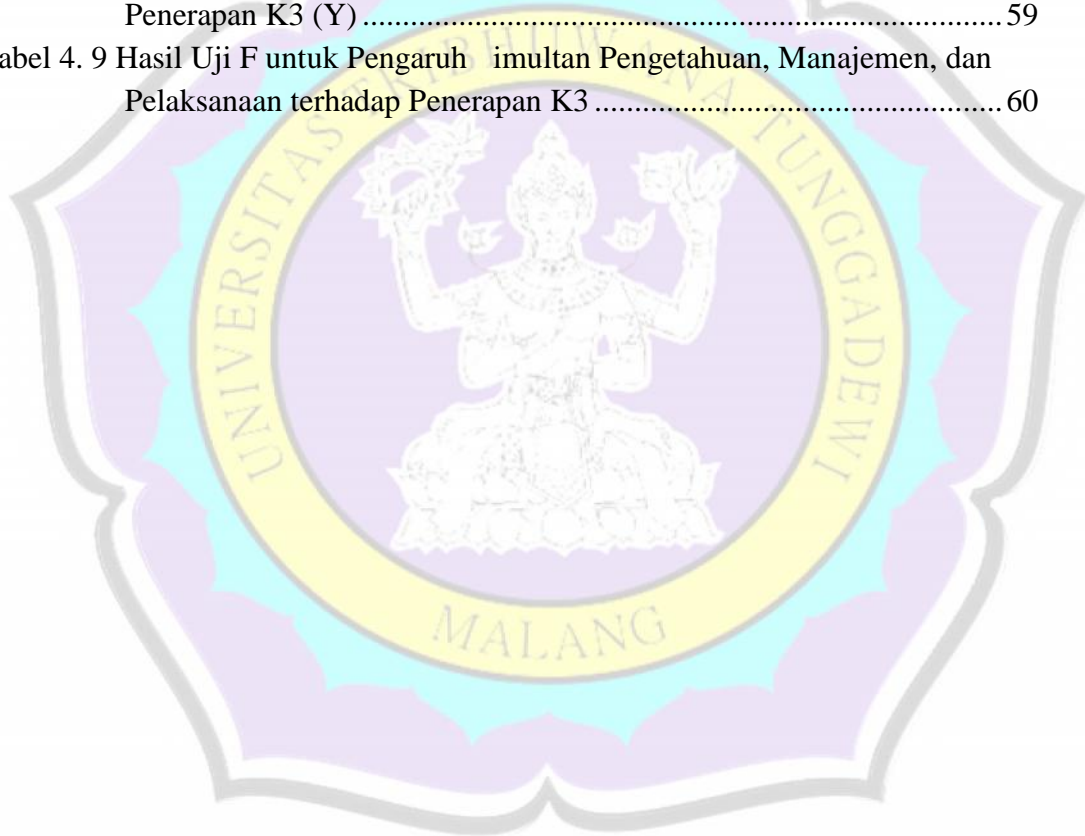 Penerapan K3 (Y) ................................................................................ 59
abel 4. 9 Hasil Uji F untuk Pengaruh imultan Pengetahuan, Manajemen, dan
Pelaksanaan terhadap Penerapan K3 ................................................... 60
UNIVERSITAS TRIBHUWANA TUNGGADEWI
MALANG